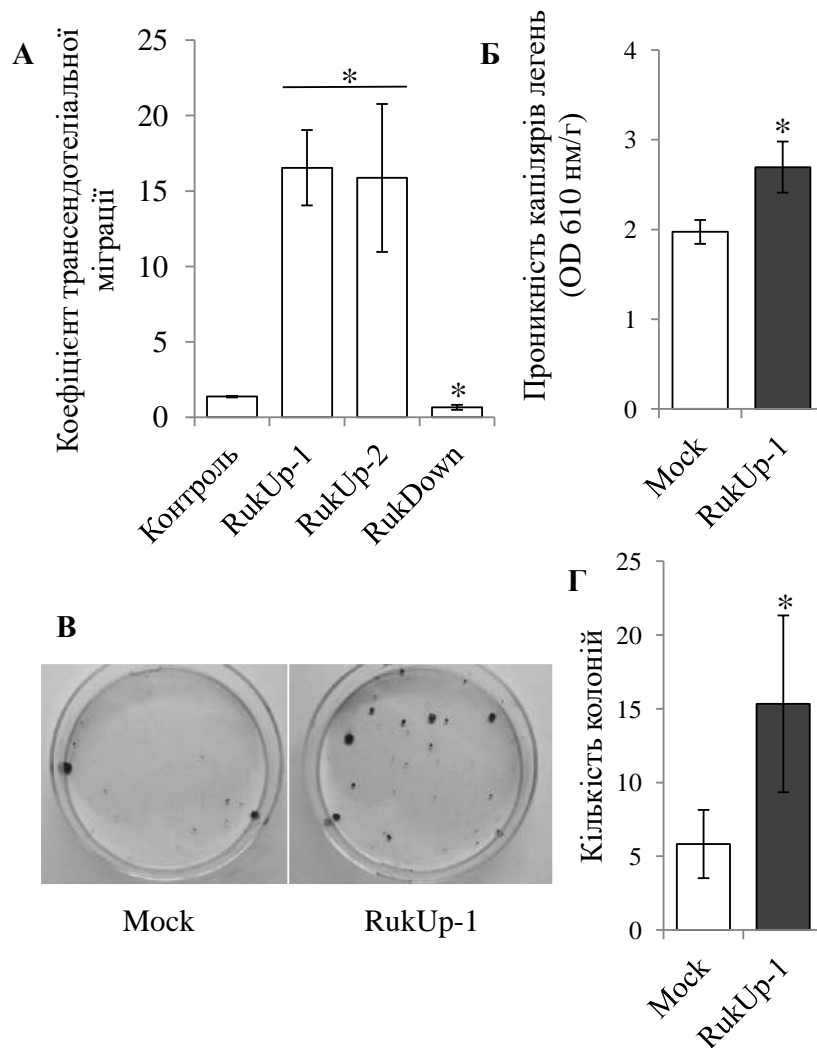 А
Коефіцієнт трансендотеліальної
міграції
25
20
15
10
5
0
*
*
Контроль
RukUp-1
RukUp-2
RukDown
Б
Проникність капілярів легень
(OD 610 нм/г)
4
3
2
1
0
*
Mock
RukUp-1
В
Mock
RukUp-1
Г
Кількість колоній
25
20
15
10
5
0
*
Mock
RukUp-1